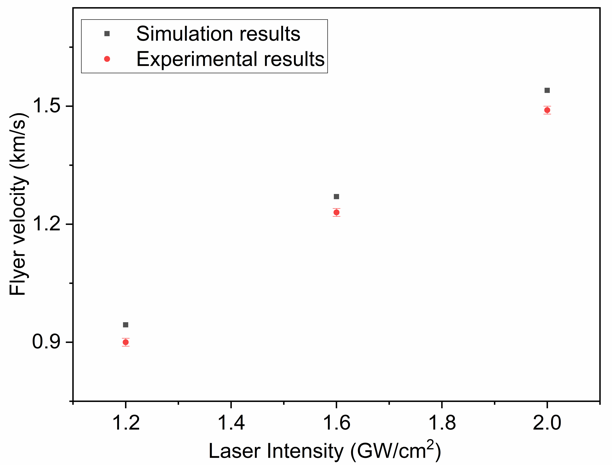 Simulation results
Experimental results
1.5
1.2
0.9
Flyer velocity (km/s)
1.2 1.4 1.6 1.8 2.0
Laser Intensity (GW/cm²)